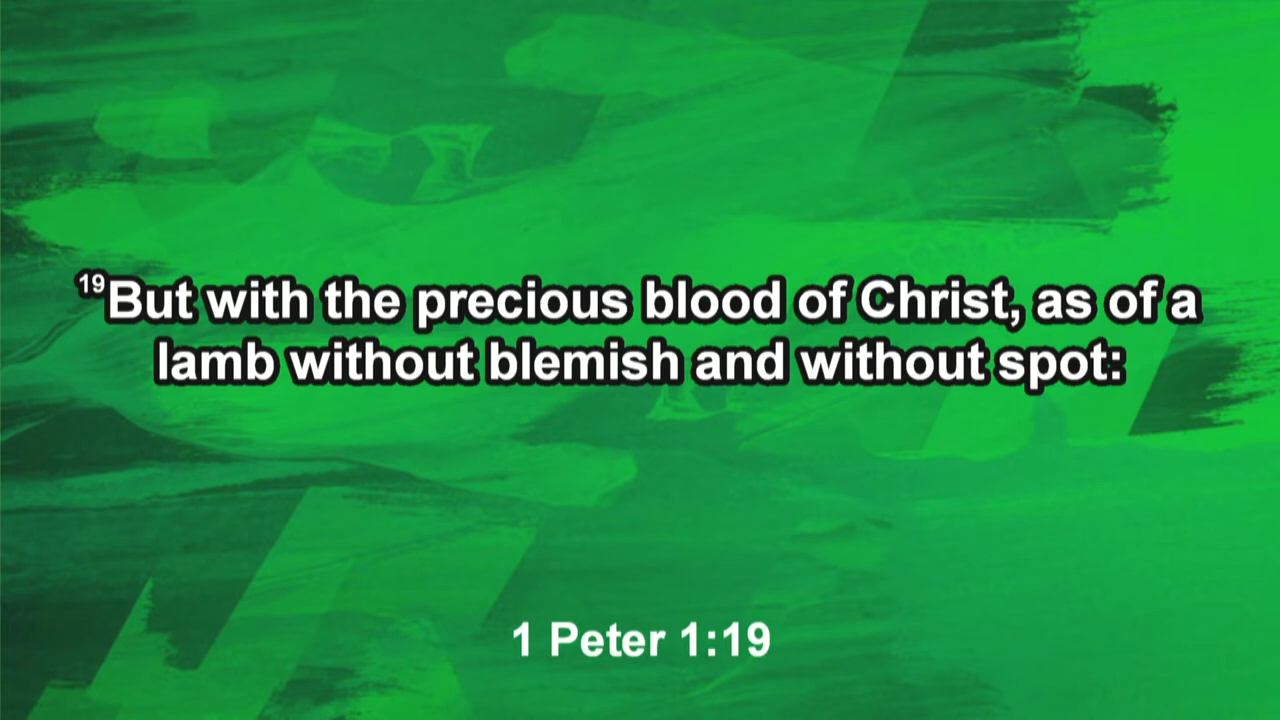 19But with the precious blood of Christ, as of a
lamb without blemish and without spot:
1 Peter 1:19